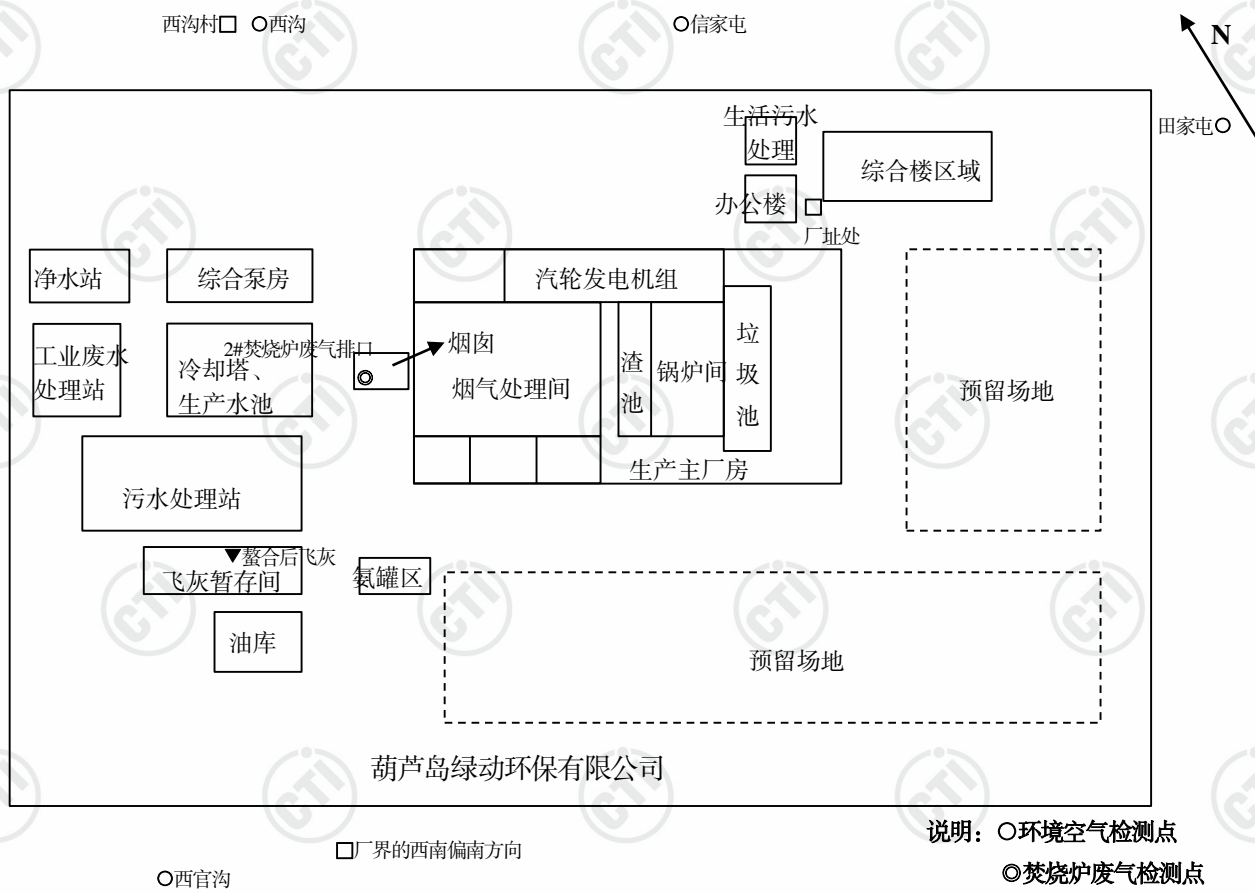 西沟村□ ○西沟
○信家屯
N
田家屯○
生活污水
处理
综合楼区域
办公楼
厂址处
净水站
综合泵房
汽轮发电机组
工业废水
处理站
2#焚烧炉废气排口
冷却塔、
生产水池
烟囱
烟气处理间
渣
池
锅炉间
垃
圾
池
预留场地
生产主厂房
污水处理站
▼螯合后飞灰
飞灰暂存间
氨罐区
油库
预留场地
葫芦岛绿动环保有限公司
说明：○环境空气检测点
◎焚烧炉废气检测点
□厂界的西南偏南方向
○西官沟
CTI